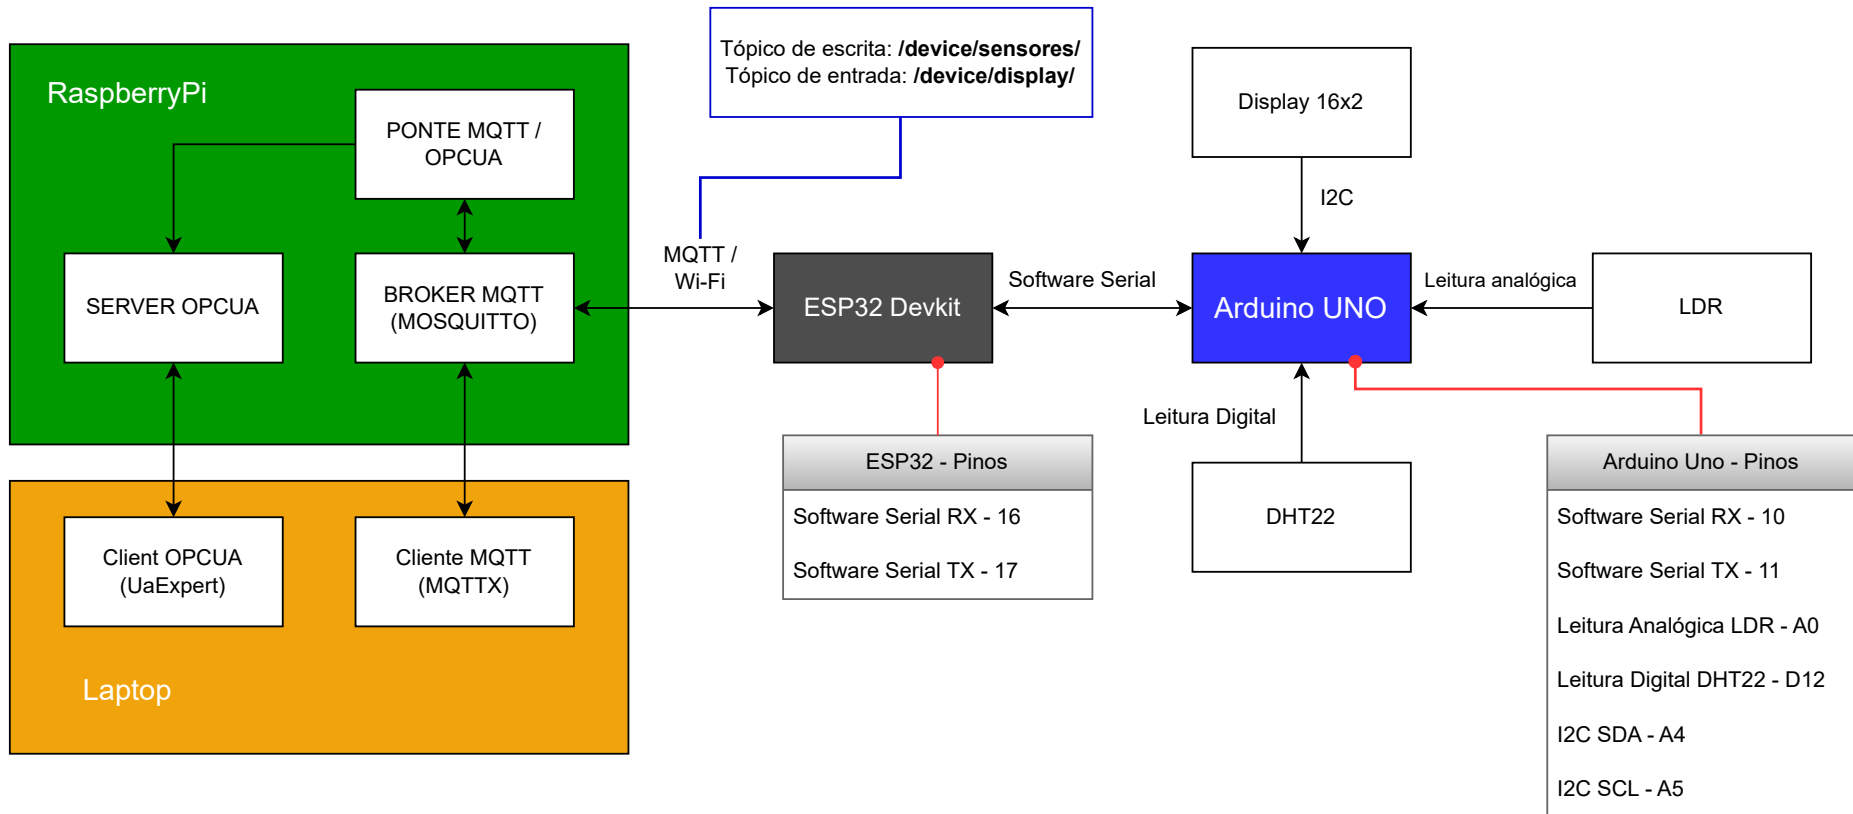 Tópico de escrita: /device/sensores/
Tópico de entrada: /device/display/
RaspberryPi
PONTE MQTT /
OPCUA
SERVER OPCUA
BROKER MQTT
(MOSQUITTO)
MQTT /
Wi-Fi
ESP32 Devkit
Software Serial
Display 16x2
I2C
Arduino UNO
Leitura analógica
LDR
Leitura Digital
DHT22
Client OPCUA
(UaExpert)
Cliente MQTT
(MQTTX)
Laptop
ESP32 - Pinos
Software Serial RX - 16
Software Serial TX - 17
Arduino Uno - Pinos
Software Serial RX - 10
Software Serial TX - 11
Leitura Analógica LDR - A0
Leitura Digital DHT22 - D12
I2C SDA - A4
I2C SCL - A5